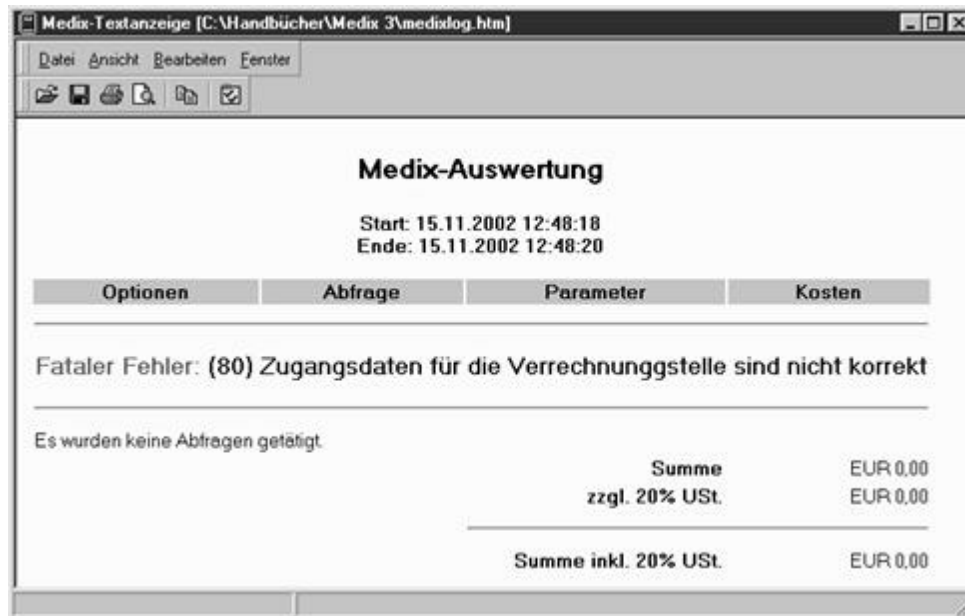 Medix-Textanzeige [C:\Handbücher\Medix 3\medixlog.htm]
Datei Ansicht Bearbeiten Fenster
Medix-Auswertung
Start: 15.11.2002 12:48:18
Ende: 15.11.2002 12:48:20
Optionen Abfrage Parameter Kosten
Fataler Fehler: (80) Zugangsdaten für die Verrechnunggstelle sind nicht korrekt
Es wurden keine Abfragen getätigt.
Summe EUR 0,00
zzgl. 20% USt. EUR 0,00
Summe inkl. 20% USt. EUR 0,00